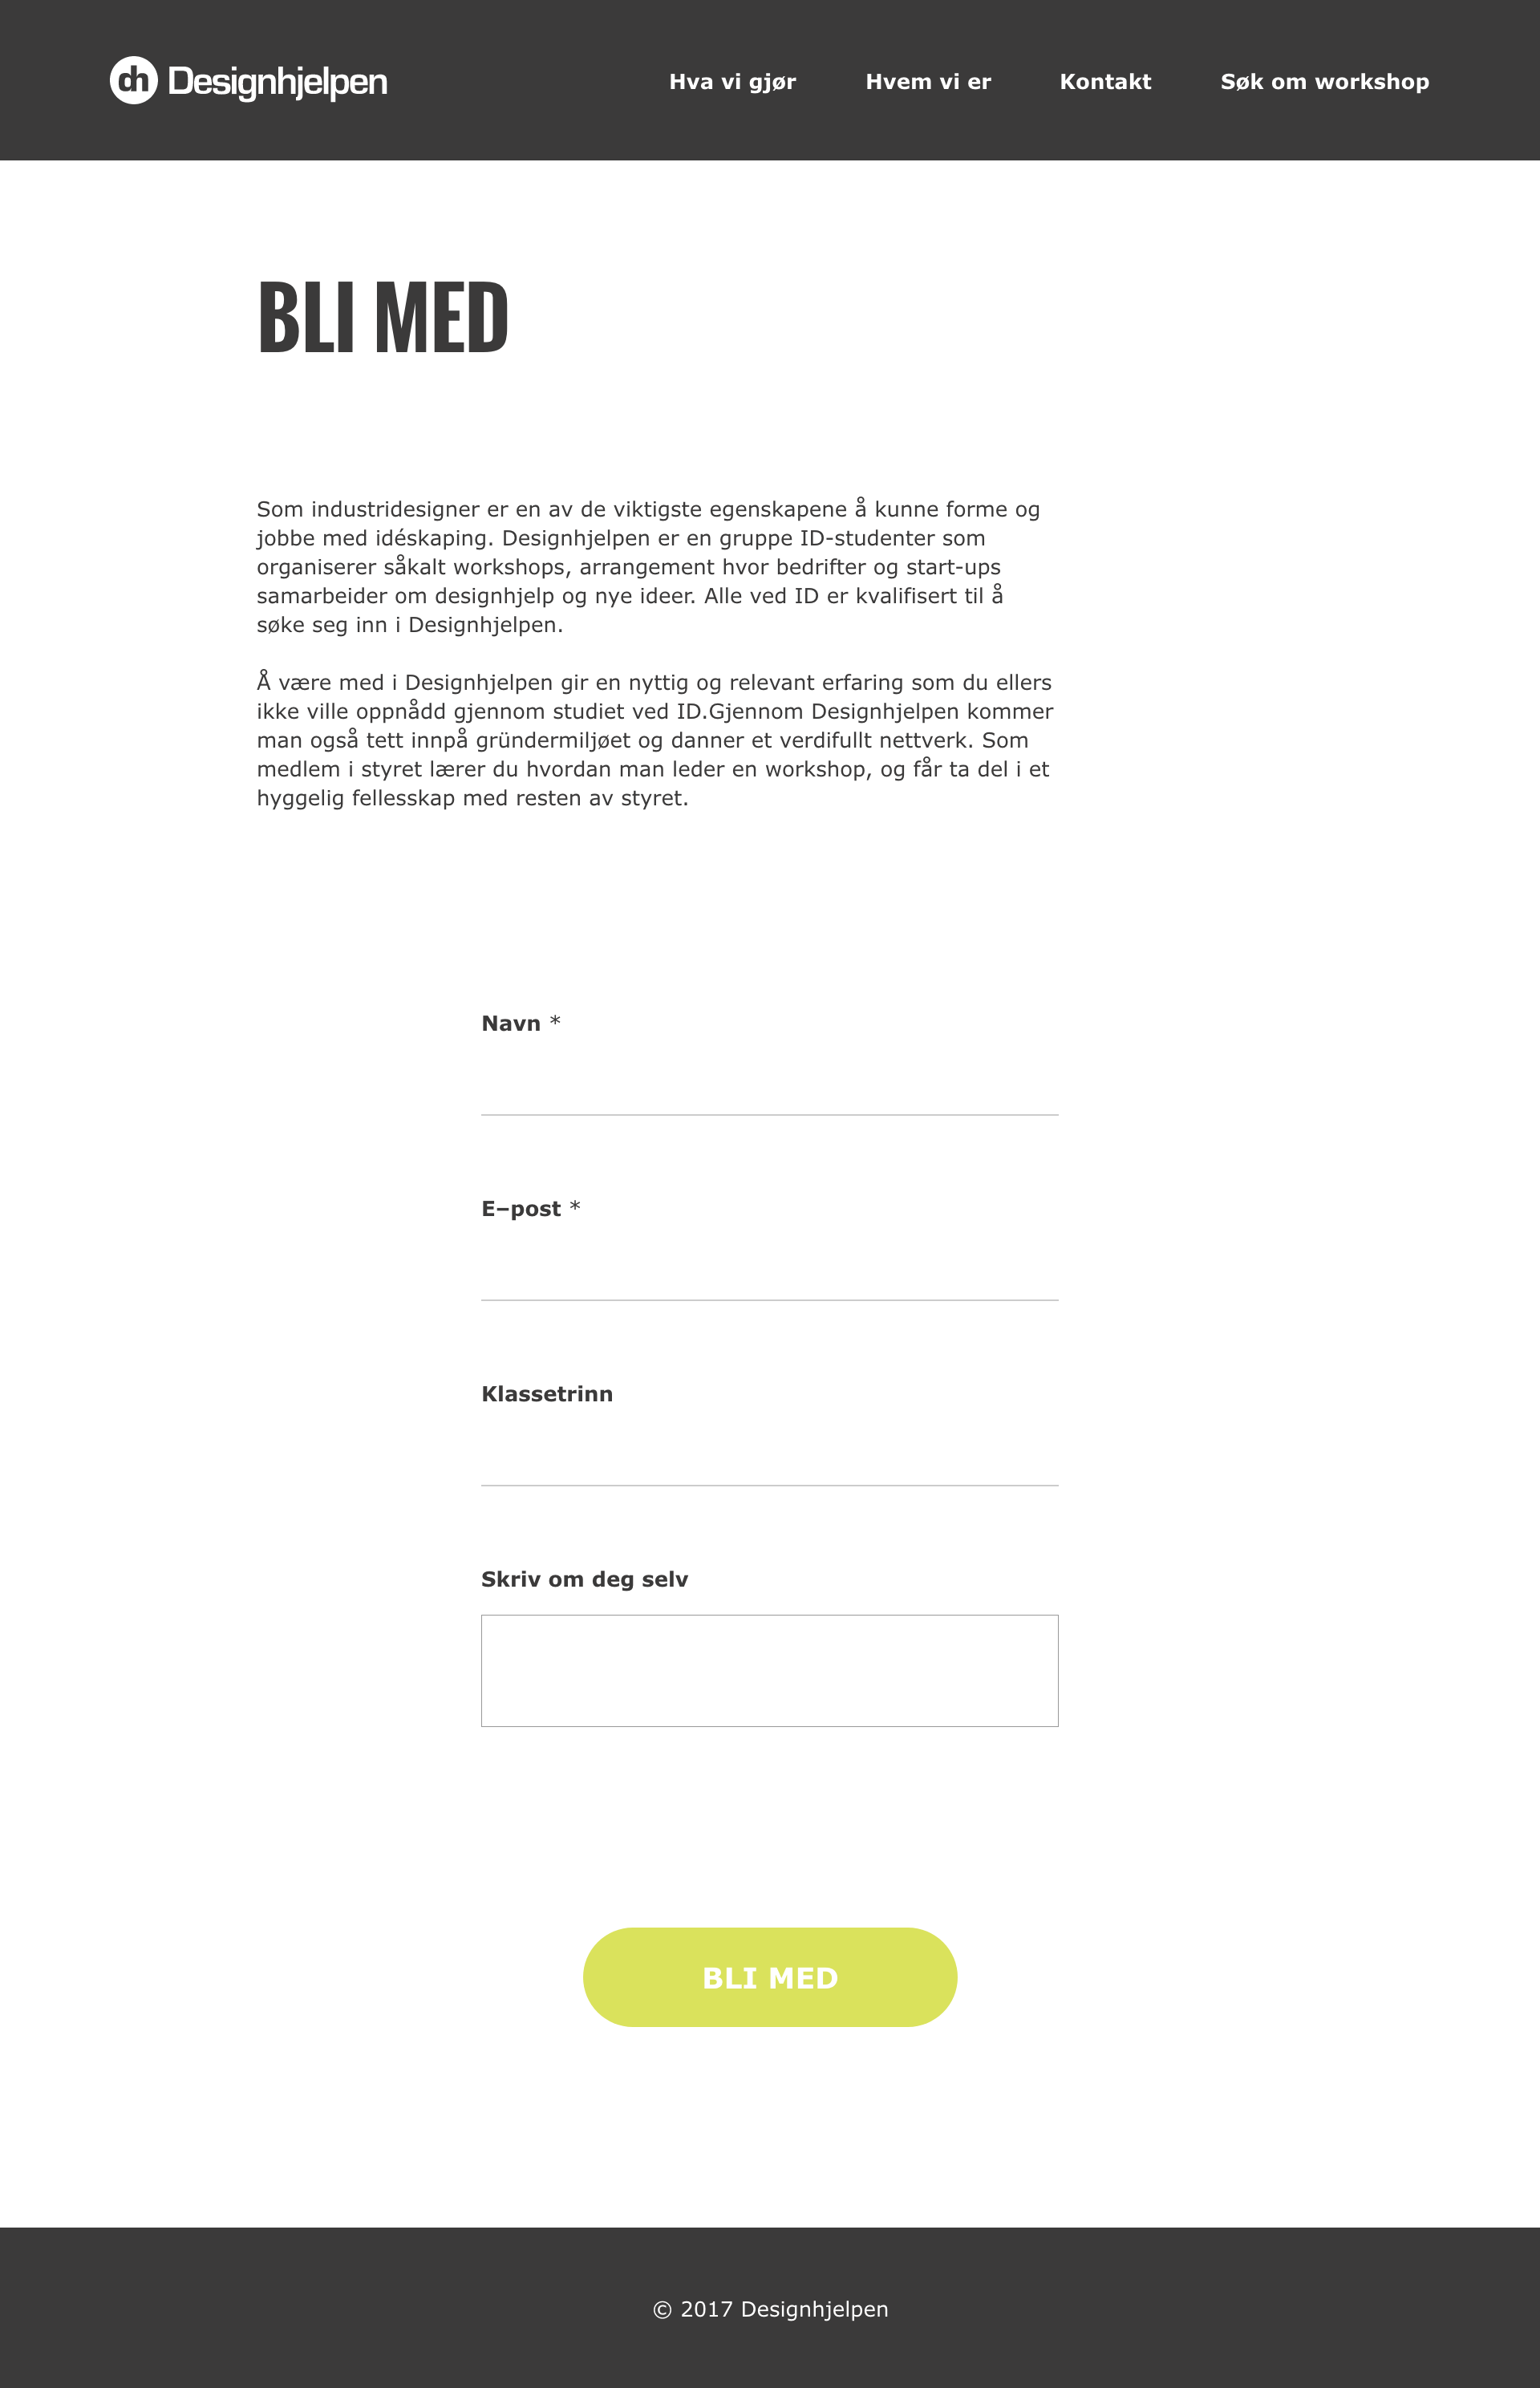 dh Designhjelpen
Hva vi gjør Hvem vi er Kontakt Søk om workshop
BLI MED
Som industridesigner er en av de viktigste egenskapene å kunne forme og
jobbe med idéskaping. Designhjelpen er en gruppe ID-studenter som
organiserer såkalt workshops, arrangement hvor bedrifter og start-ups
samarbeider om designhjelp og nye ideer. Alle ved ID er kvalifisert til å
søke seg inn i Designhjelpen.
Å være med i Designhjelpen gir en nyttig og relevant erfaring som du ellers
ikke ville oppnådd gjennom studiet ved ID.Gjennom Designhjelpen kommer
man også tett innpå gründermiljøet og danner et verdifullt nettverk. Som
medlem i styret lærer du hvordan man leder en workshop, og får ta del i et
hyggelig fellesskap med resten av styret.
Navn *
E–post *
Klassetrinn
Skriv om deg selv
BLI MED
© 2017 Designhjelpen